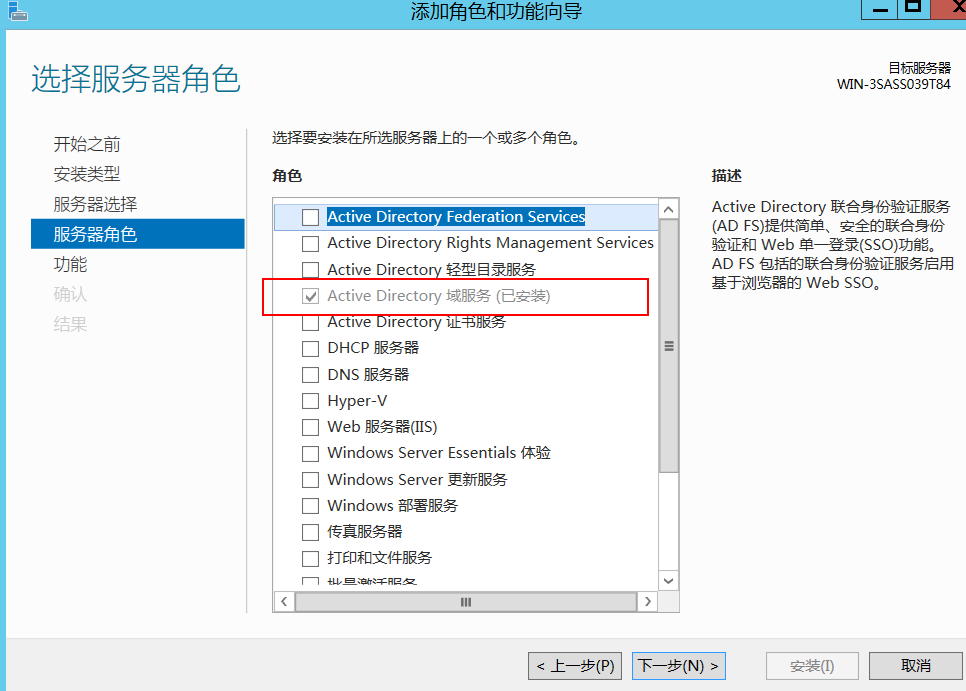 添加角色和功能向导
选择服务器角色
目标服务器
WIN-3SASS039T84
开始之前
安装类型
服务器选择
服务器角色
功能
确认
结果
选择要安装在所选服务器上的一个或多个角色。
角色
Active Directory Federation Services
Active Directory Rights Management Services
Active Directory 轻型目录服务
Active Directory 域服务 (已安装)
Active Directory 证书服务
DHCP 服务器
DNS 服务器
Hyper-V
Web 服务器(IIS)
Windows Server Essentials 体验
Windows Server 更新服务
Windows 部署服务
传真服务器
打印和文件服务
批量激活服务
描述
Active Directory 联合身份验证服务
(AD FS)提供简单、安全的联合身份
验证和 Web 单一登录(SSO)功能。
AD FS 包括的联合身份验证服务启用
基于浏览器的 Web SSO。
< 上一步(P)
下一步(N) >
安装(I)
取消